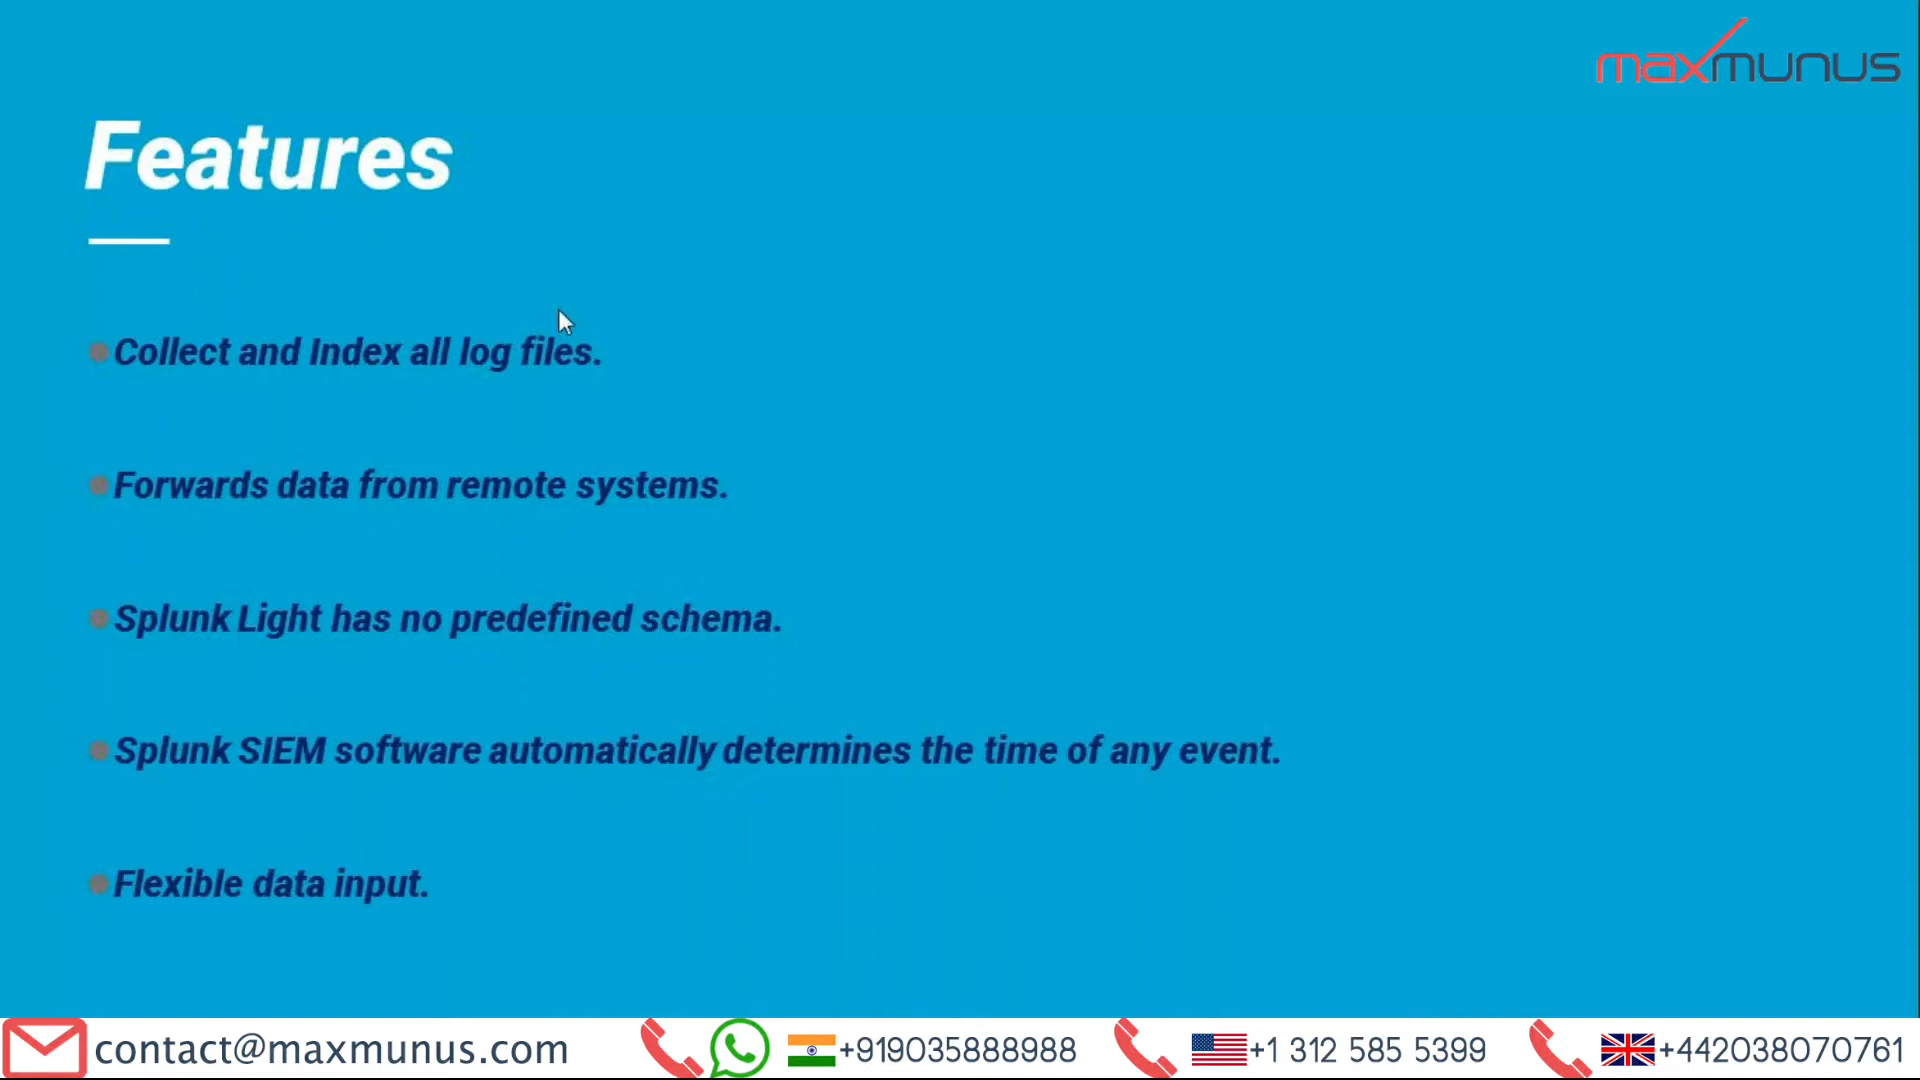 maxmunus
Features
Collect and Index all log files.
Forwards data from remote systems.
Splunk Light has no predefined schema.
Splunk SIEM software automatically determines the time of any event.
Flexible data input.
contact@maxmunus.com +919035888988 +1 312 585 5399 +442038070761